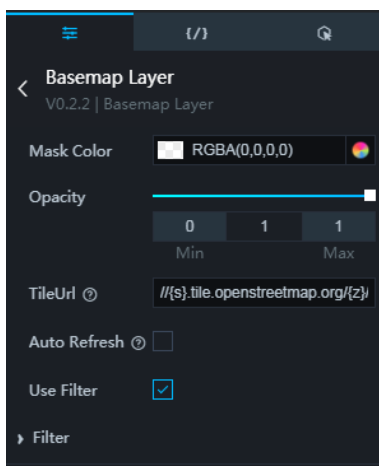 {/}
Basemap Layer
V0.2.2 | Basemap Layer
Mask Color RGBA(0,0,0,0)
Opacity
0 1 1
Min Max
TileUrl //{s}.tile.openstreetmap.org/{z}/
Auto Refresh
Use Filter
Filter